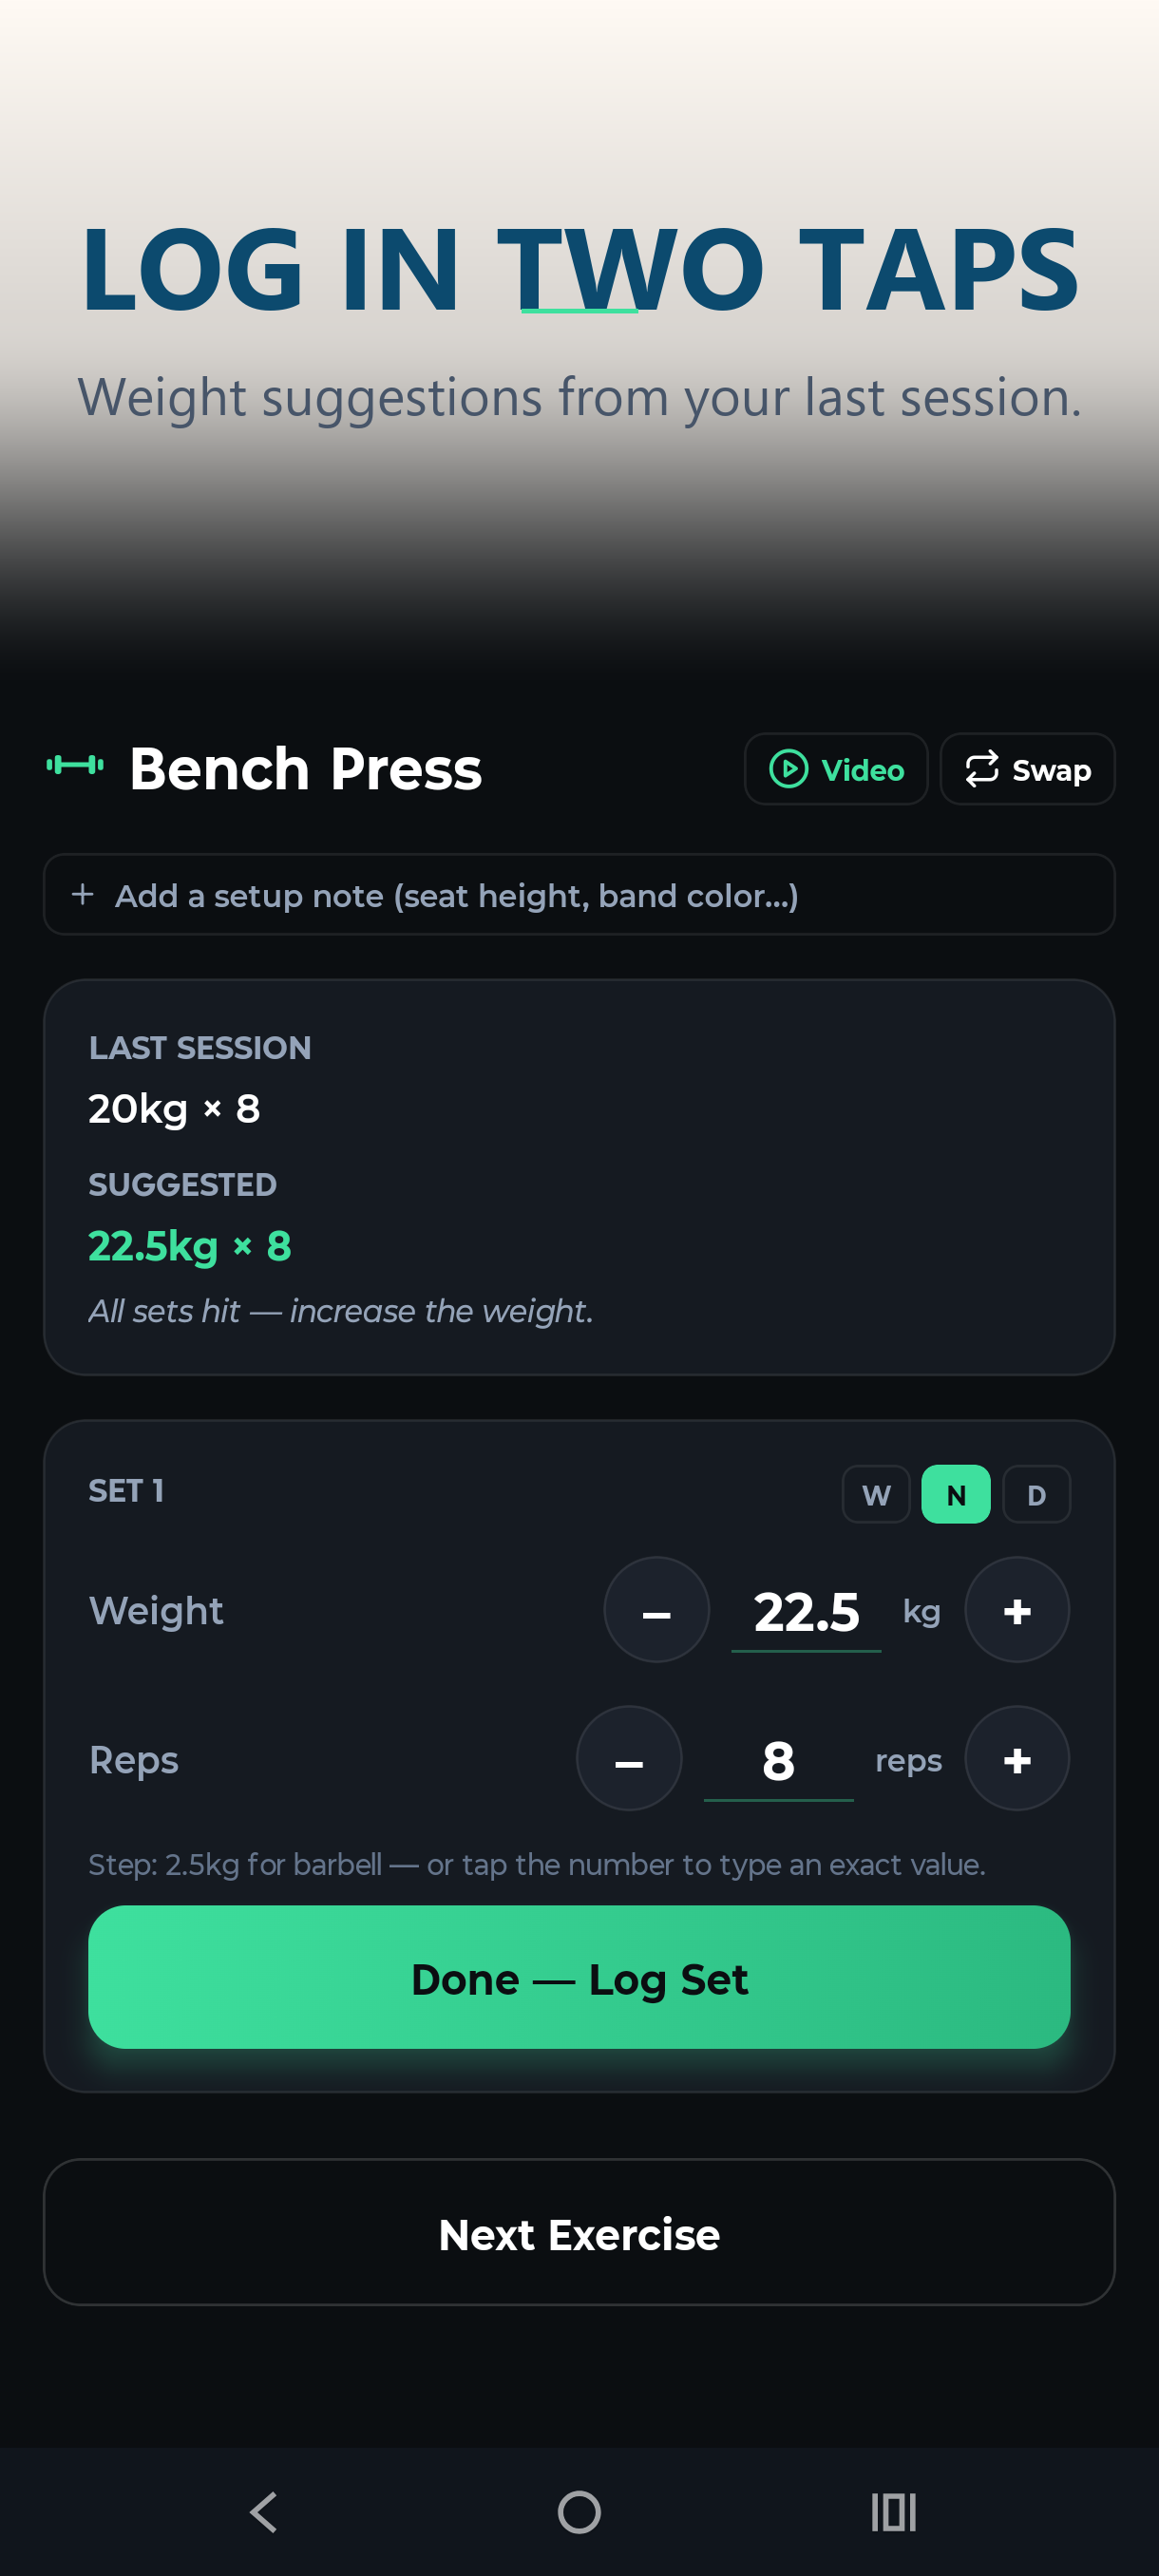 LOG IN TWO TAPS
Weight suggestions from your last session.
Bench Press
Video
Swap
+ Add a setup note (seat height, band color...)
LAST SESSION
20kg × 8
SUGGESTED
22.5kg × 8
All sets hit — increase the weight.
SET 1
W
N
D
Weight
– 22.5 kg +
Reps
– 8 reps +
Step: 2.5kg for barbell — or tap the number to type an exact value.
Done — Log Set
Next Exercise